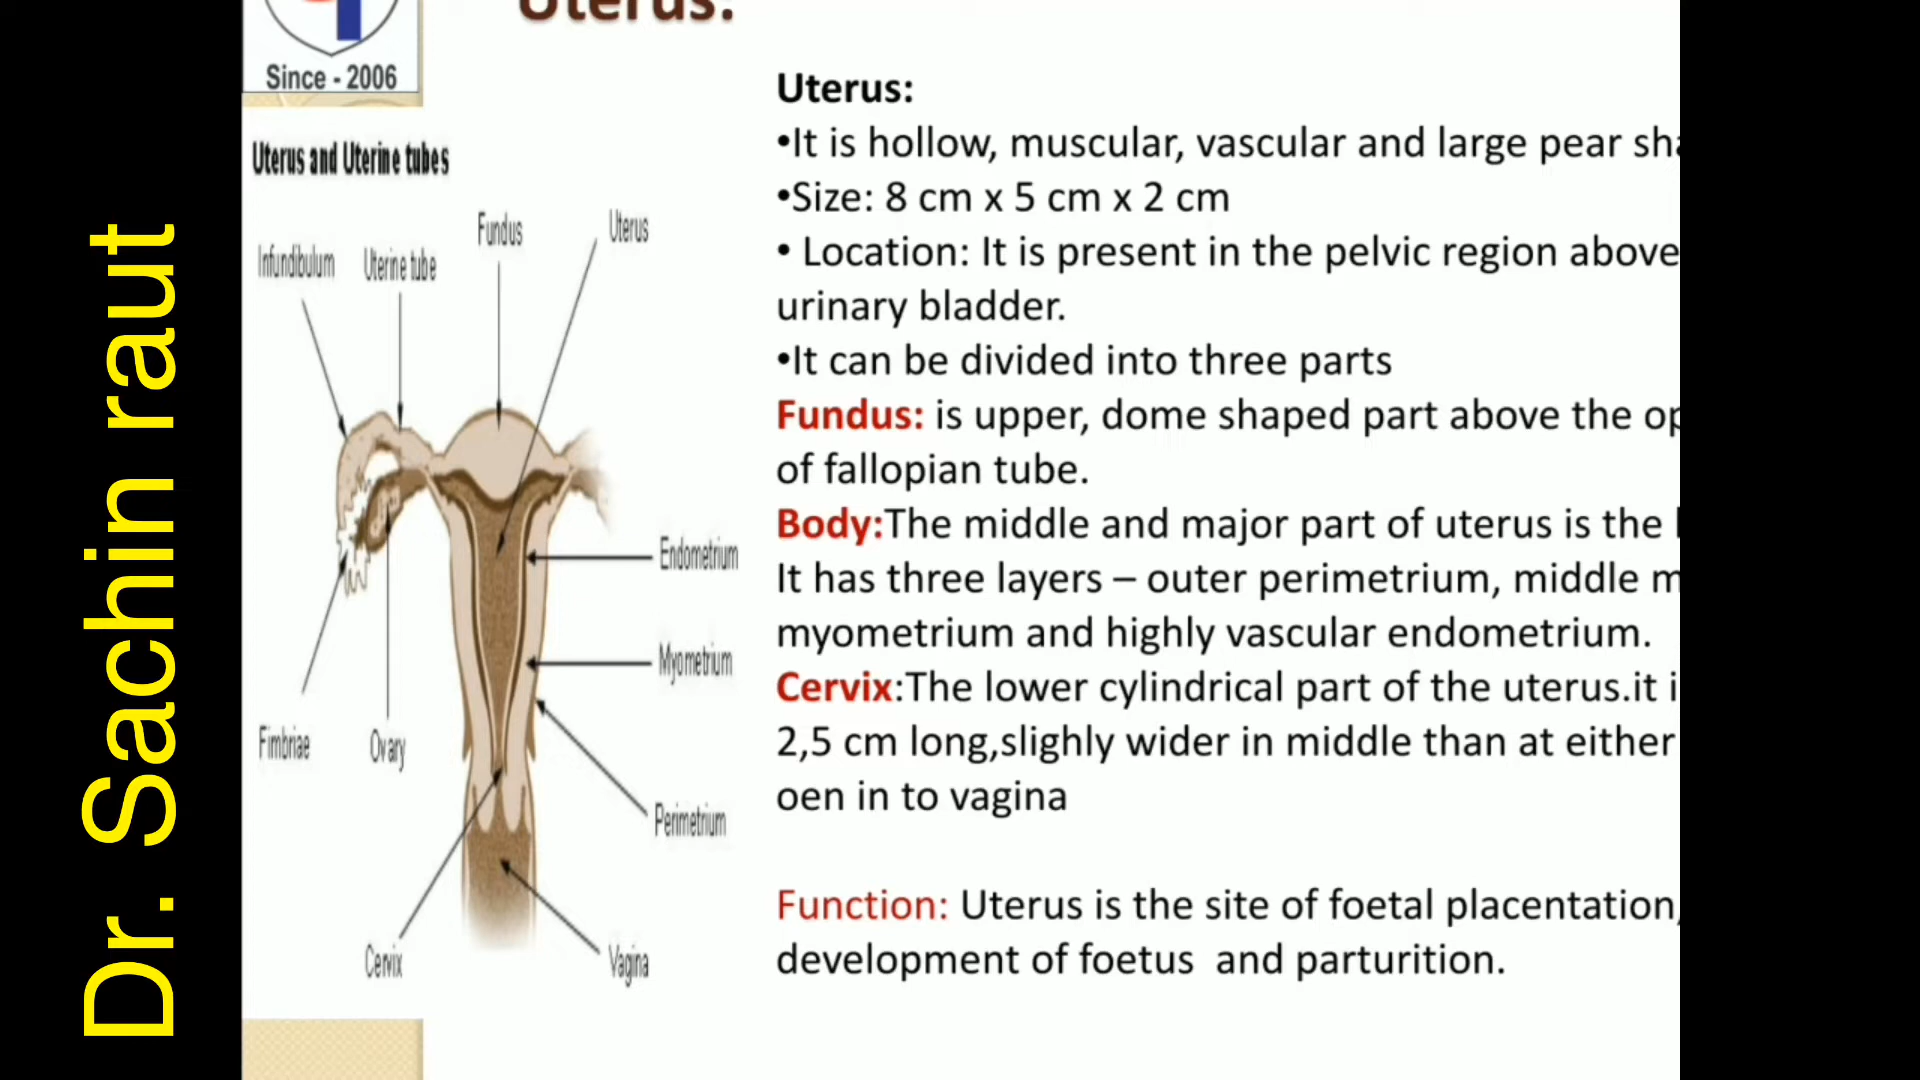 Uterus:
Since - 2006
Dr. Sachin raut
Uterus and Uterine tubes
Infundibulum
Uterine tube
Fundus
Uterus
Endometrium
Myometrium
Perimetrium
Fimbriae
Ovary
Cervix
Vagina
Uterus:
•It is hollow, muscular, vascular and large pear
•Size: 8 cm x 5 cm x 2 cm
• Location: It is present in the pelvic region above
urinary bladder.
•It can be divided into three parts
Fundus: is upper, dome shaped part above the
of fallopian tube.
Body:The middle and major part of uterus is the
It has three layers – outer perimetrium, middle
myometrium and highly vascular endometrium.
Cervix:The lower cylindrical part of the uterus.it
2,5 cm long,slighly wider in middle than at either
oen in to vagina
Function: Uterus is the site of foetal placentation,
development of foetus and parturition.